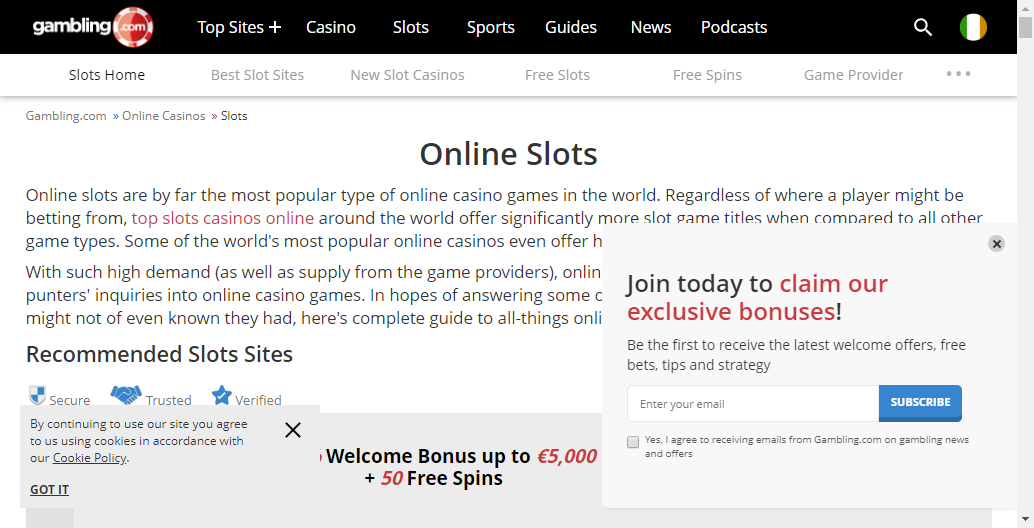 gambling.com
Top Sites + Casino Slots Sports Guides News Podcasts
Slots Home Best Slot Sites New Slot Casinos Free Slots Free Spins Game Provider •••
Gambling.com » Online Casinos » Slots
Online Slots
Online slots are by far the most popular type of online casino games in the world. Regardless of where a player might be
betting from, top slots casinos online around the world offer significantly more slot game titles when compared to all other
game types. Some of the world's most popular online casinos even offer
With such high demand (as well as supply from the game providers),
punters' inquiries into online casino games. In hopes of answering some
might not of even known they had, here's complete guide to all-things
Recommended Slots Sites
Secure Trusted Verified
Welcome Bonus up to €5,000
+ 50 Free Spins
By continuing to use our site you agree
to us using cookies in accordance with
our Cookie Policy.
GOT IT
Join today to claim our
exclusive bonuses!
Be the first to receive the latest welcome offers, free
bets, tips and strategy
Enter your email SUBSCRIBE
Yes, I agree to receiving emails from Gambling.com on gambling news
and offers